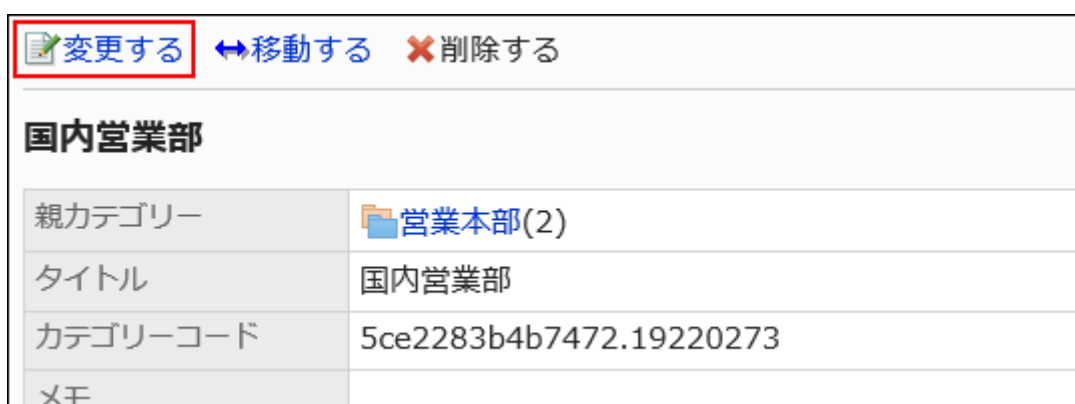 変更する 移動する 削除する
国内営業部
親カテゴリー 営業本部(2)
タイトル 国内営業部
カテゴリーコード 5ce2283b4b7472.19220273
メモ